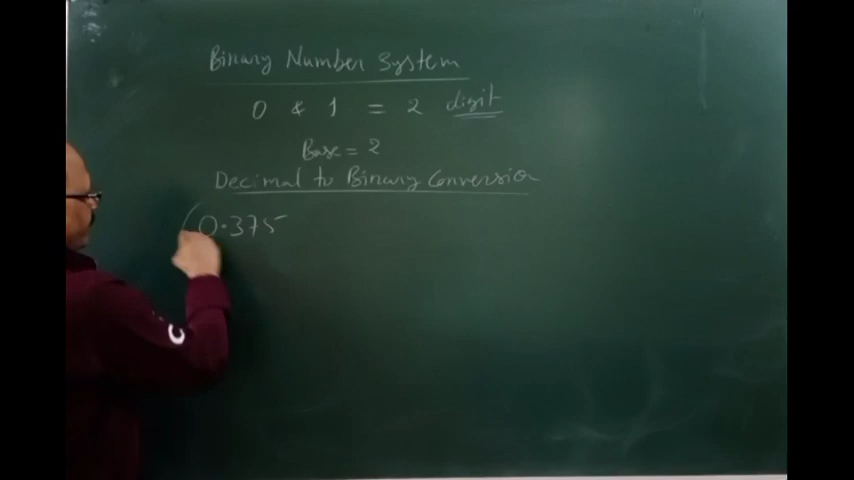 Binary Number System
0 & 1 = 2 digit
Base = 2
Decimal to Binary Conversion
(0.375